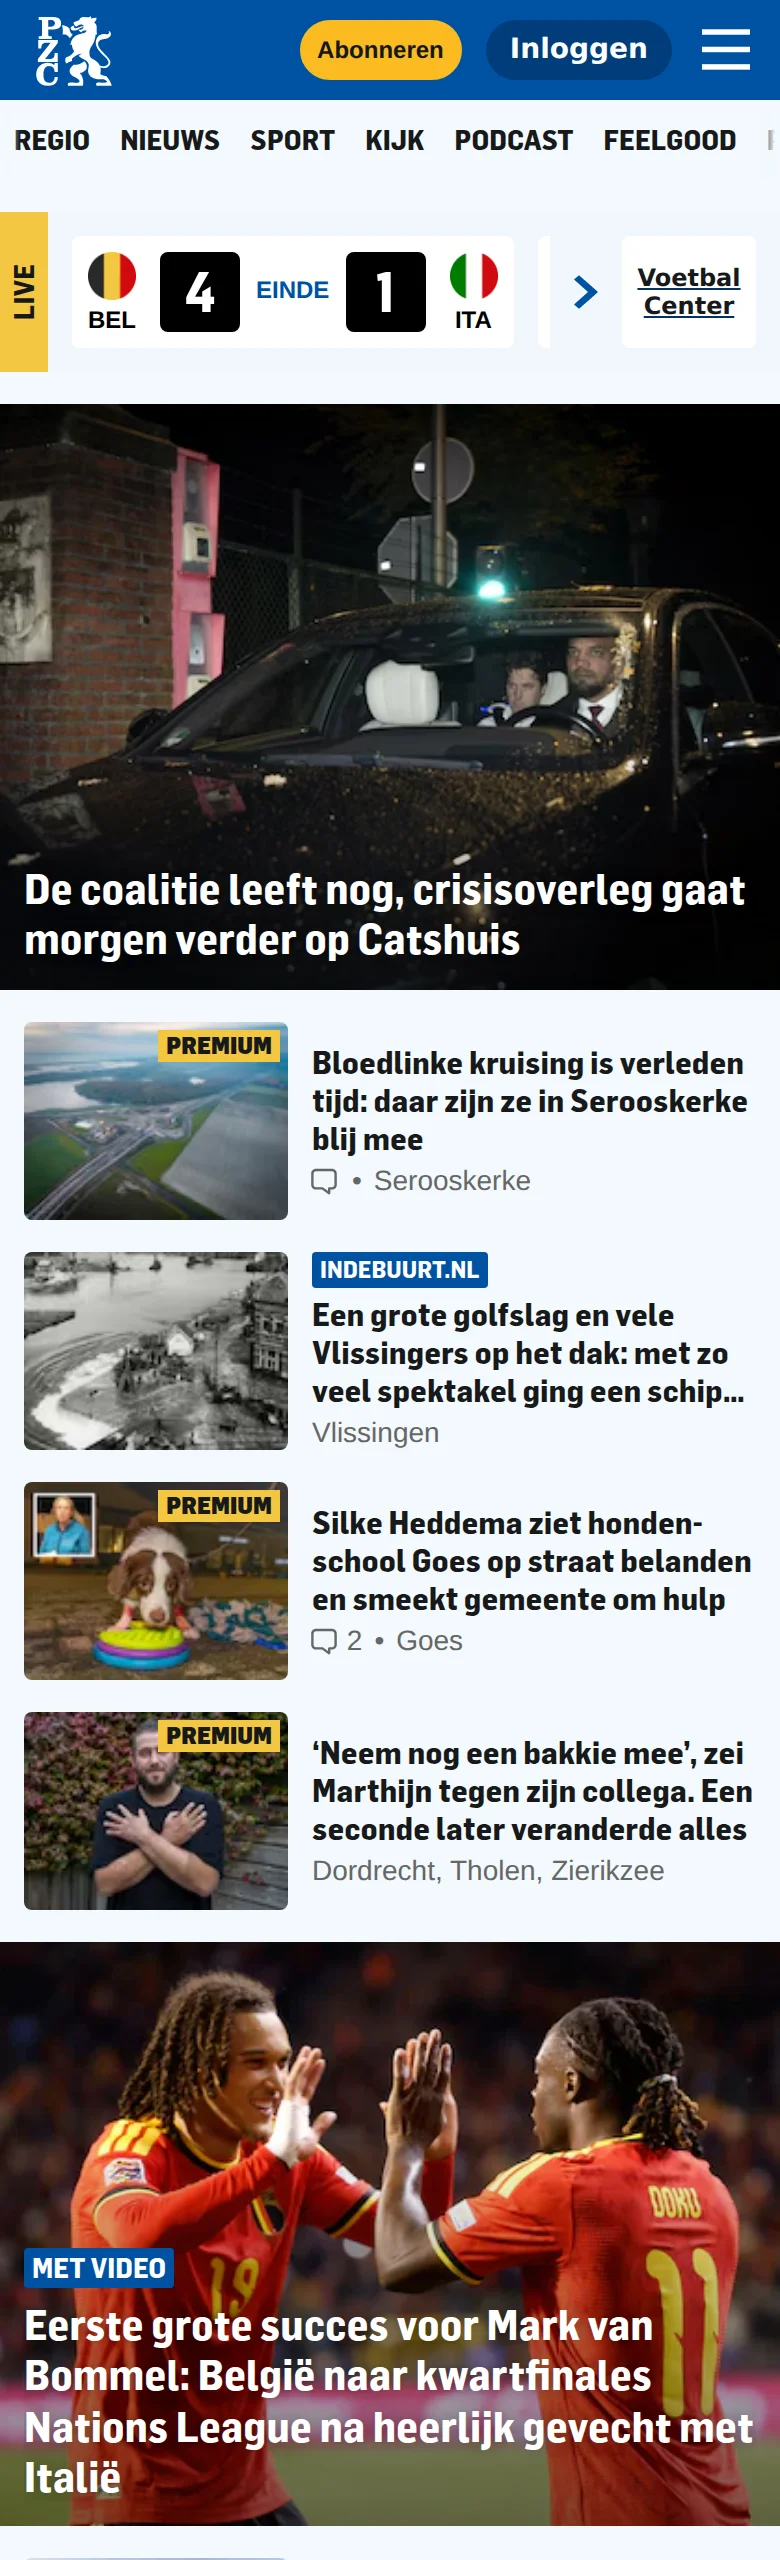 PZC
Abonneren
Inloggen
REGIO NIEUWS SPORT KIJK PODCAST FEELGOOD
LIVE
4 EINDE 1
BEL ITA
Voetbal
Center
De coalitie leeft nog, crisisoverleg gaat
morgen verder op Catshuis
PREMIUM
Bloedlinke kruising is verleden
tijd: daar zijn ze in Serooskerke
blij mee
• Serooskerke
INDEBUURT.NL
Een grote golfslag en vele
Vlissingers op het dak: met zo
veel spektakel ging een schip...
Vlissingen
PREMIUM
Silke Heddema ziet honden-
school Goes op straat belanden
en smeekt gemeente om hulp
2 • Goes
PREMIUM
‘Neem nog een bakkie mee’, zei
Marthijn tegen zijn collega. Een
seconde later veranderde alles
Dordrecht, Tholen, Zierikzee
DOKU
11
19
MET VIDEO
Eerste grote succes voor Mark van
Bommel: België naar kwartfinales
Nations League na heerlijk gevecht met
Italië